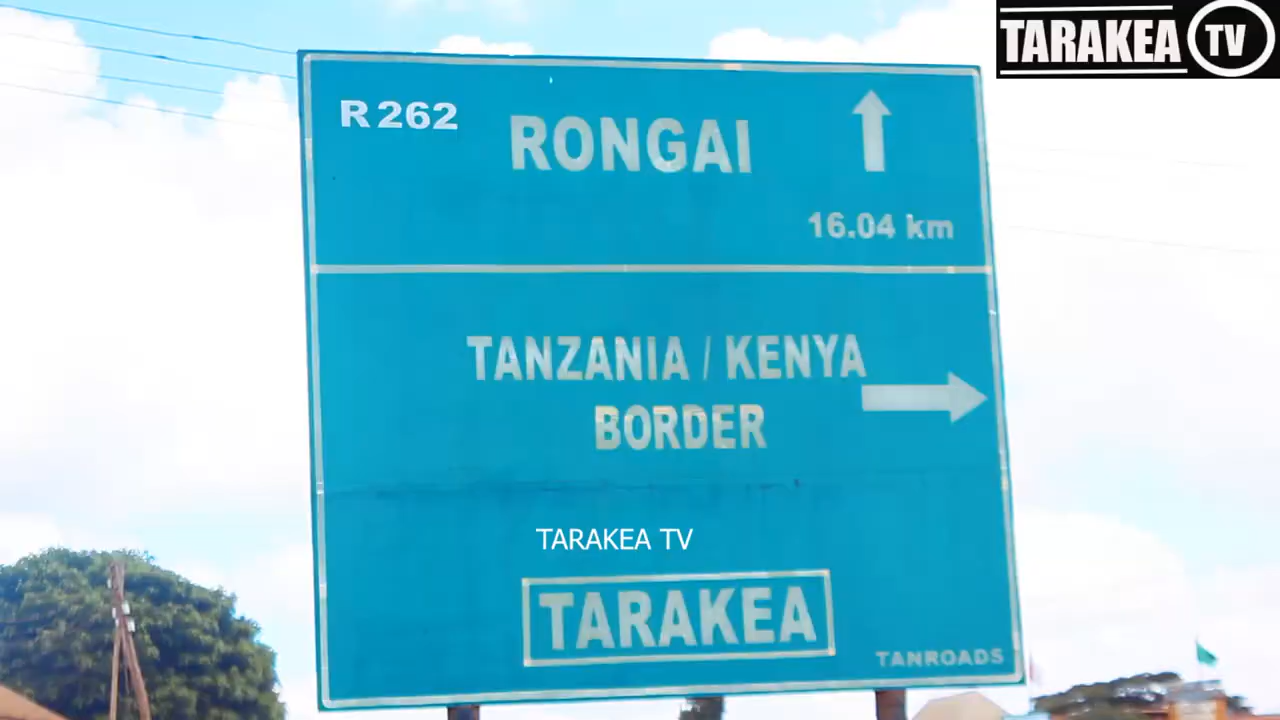 TARAKEA TV
R262
RONGAI
16.04 km
TANZANIA / KENYA
BORDER
TARAKEA TV
TARAKEA
TANROADS